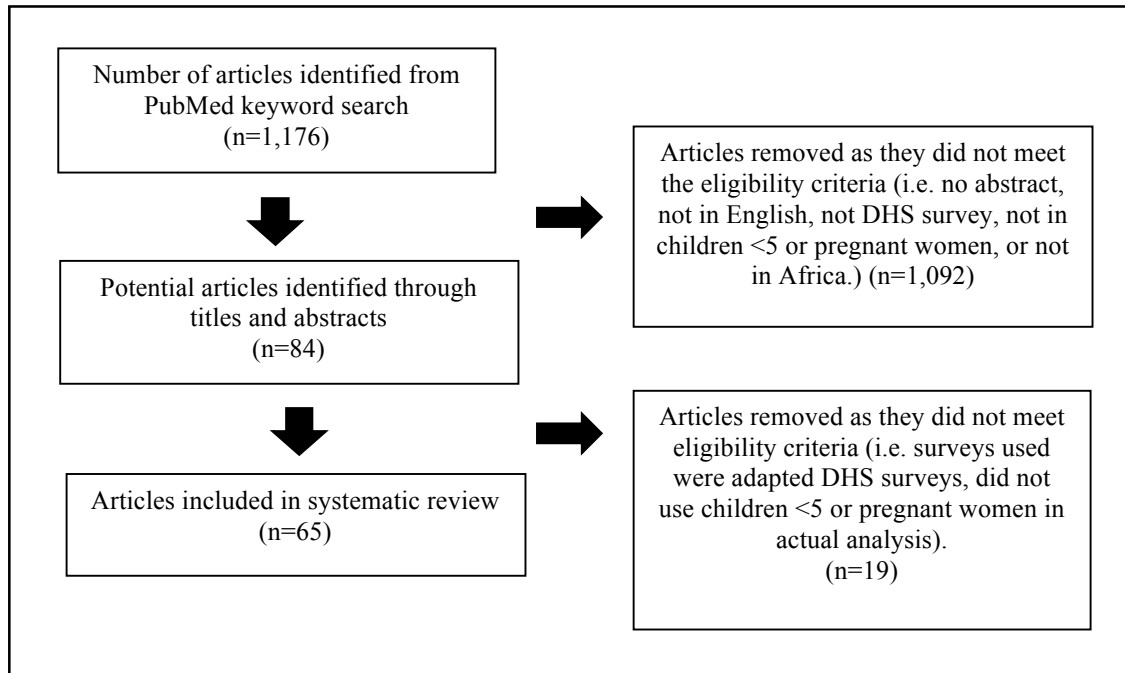 Number of articles identified from
PubMed keyword search
(n=1,176)
Articles removed as they did not meet
the eligibility criteria (i.e. no abstract,
not in English, not DHS survey, not in
children <5 or pregnant women, or not
in Africa.) (n=1,092)
Potential articles identified through
titles and abstracts
(n=84)
Articles removed as they did not meet
eligibility criteria (i.e. surveys used
were adapted DHS surveys, did not
use children <5 or pregnant women in
actual analysis).
(n=19)
Articles included in systematic review
(n=65)